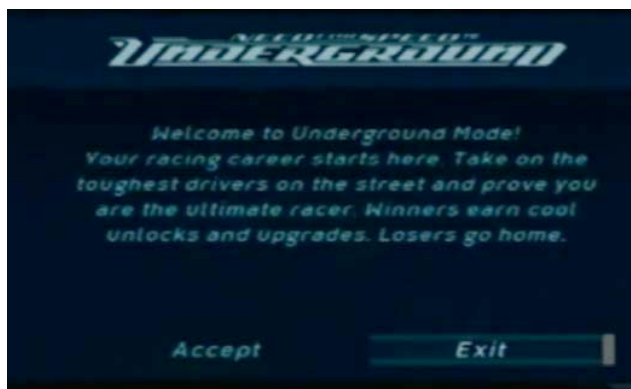 NEED FOR SPEED™
UNDERGROUND
Welcome to Underground Mode!
Your racing career starts here. Take on the
toughest drivers on the street and prove you
are the ultimate racer. Winners earn cool
unlocks and upgrades. Losers go home.
Accept
Exit